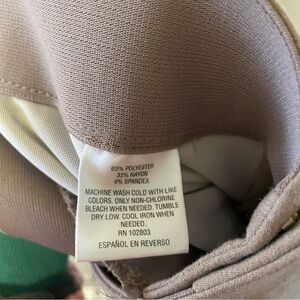 63% POLYESTER
33% RAYON
4% SPANDEX
MACHINE WASH COLD WITH LIKE
COLORS. ONLY NON-CHLORINE
BLEACH WHEN NEEDED. TUMBLE
DRY LOW. COOL IRON WHEN
NEEDED.
RN 102803
ESPAÑOL EN REVERSO